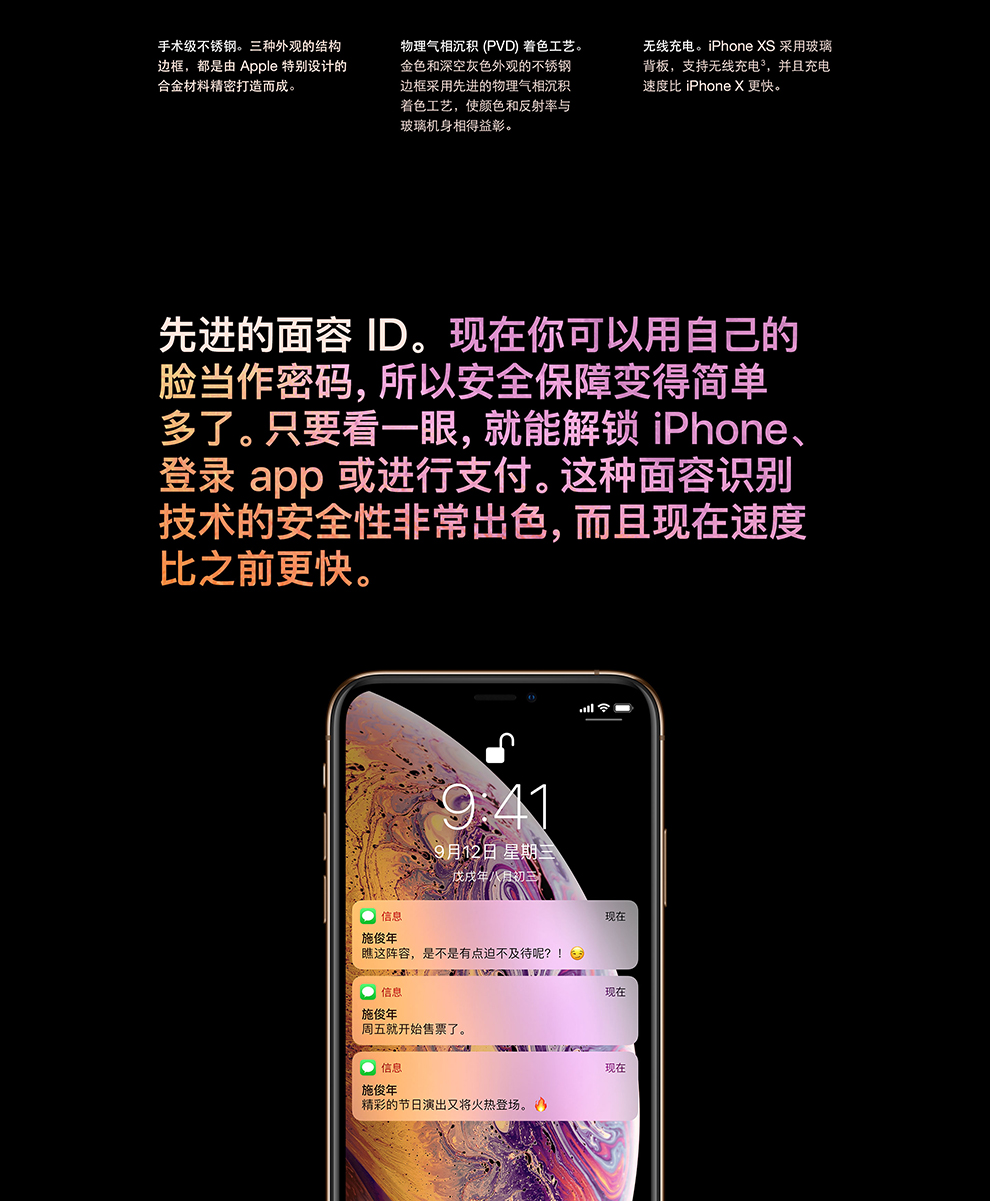 手术级不锈钢。三种外观的结构
边框，都是由 Apple 特别设计的
合金材料精密打造而成。
物理气相沉积 (PVD) 着色工艺。
金色和深空灰色外观的不锈钢
边框采用先进的物理气相沉积
着色工艺，使颜色和反射率与
玻璃机身相得益彰。
无线充电。iPhone XS 采用玻璃
背板，支持无线充电³，并且充电
速度比 iPhone X 更快。
先进的面容 ID。现在你可以用自己的
脸当作密码，所以安全保障变得简单
多了。只要看一眼，就能解锁 iPhone、
登录 app 或进行支付。这种面容识别
技术的安全性非常出色，而且现在速度
比之前更快。
9:41
9月12日 星期三
戊戌年八月初三
信息 现在
施俊年
瞧这阵容，是不是有点迫不及待呢？！😏
信息 现在
施俊年
周五就开始售票了。
信息 现在
施俊年
精彩的节日演出又将火热登场。🔥